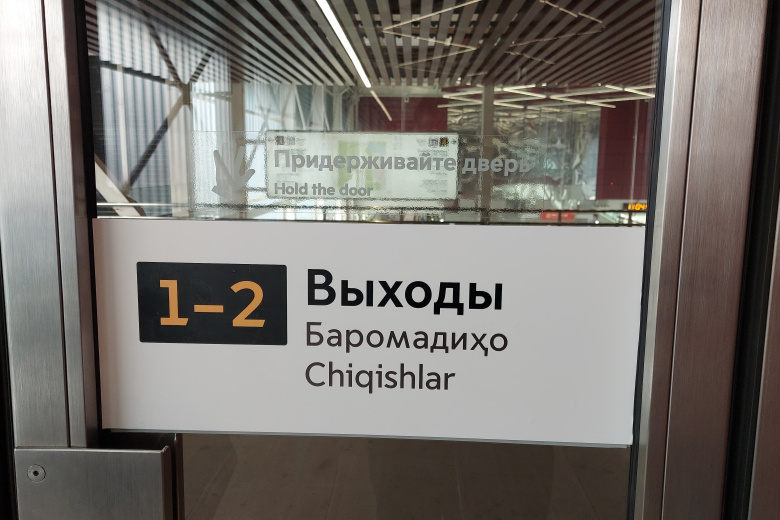 Придерживайте дверь
Hold the door
1–2
Выходы
Баромадиҳо
Chiqishlar